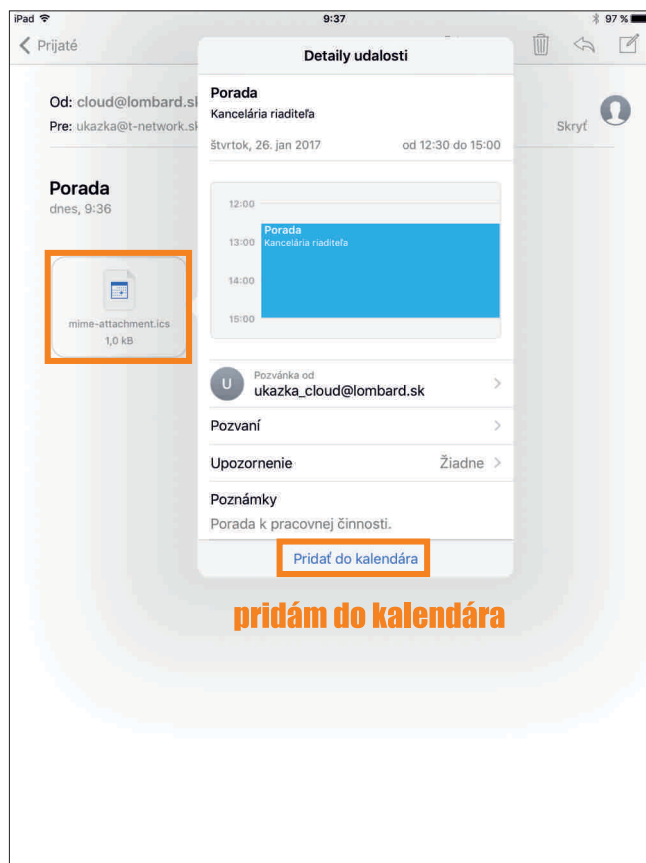 iPad 9:37 97 %
Prijaté
Detaily udalosti
Od: cloud@lombard.sk
Pre: ukazka@t-network.sk
Skryť
Porada
dnes, 9:36
mime-attachment.ics
1,0 kB
Porada
Kancelária riaditeľa
štvrtok, 26. jan 2017 od 12:30 do 15:00
12:00
Porada
13:00 Kancelária riaditeľa
14:00
15:00
U
Pozvánka od
ukazka_cloud@lombard.sk
Pozvaní
Upozornenie Žiadne
Poznámky
Porada k pracovnej činnosti.
Pridať do kalendára
pridám do kalendára